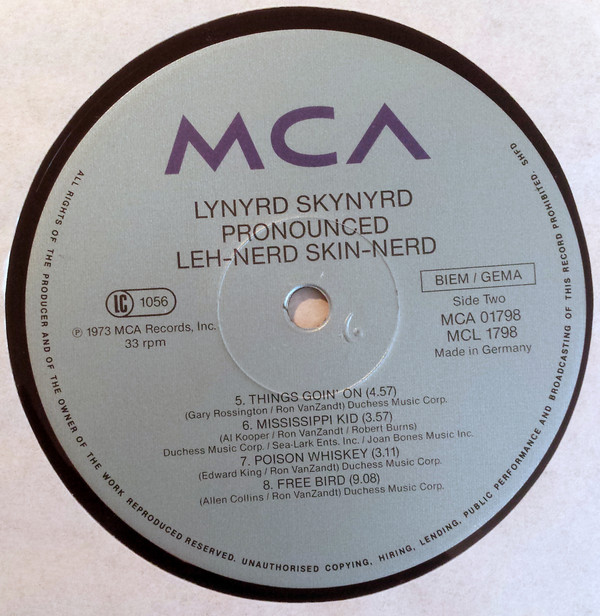 MCA
LYNYRD SKYNYRD
PRONOUNCED
LEH-NERD SKIN-NERD
BIEM / GEMA
LC 1056
Side Two
MCA 01798
MCL 1798
Made in Germany
℗ 1973 MCA Records, Inc.
33 rpm
5. THINGS GOIN' ON (4.57)
(Gary Rossington / Ron VanZandt) Duchess Music Corp.
6. MISSISSIPPI KID (3.57)
(Al Kooper / Ron VanZandt / Robert Burns)
Duchess Music Corp. / Sea-Lark Ents. Inc. / Joan Bones Music Inc.
7. POISON WHISKEY (3.11)
(Edward King / Ron VanZandt) Duchess Music Corp.
8. FREE BIRD (9.08)
(Allen Collins / Ron VanZandt) Duchess Music Corp.
ALL RIGHTS OF THE PRODUCER AND OF THE OWNER OF THE WORK REPRODUCED RESERVED. UNAUTHORISED COPYING, HIRING, LENDING, PUBLIC PERFORMANCE AND BROADCASTING OF THIS RECORD PROHIBITED. SHFD